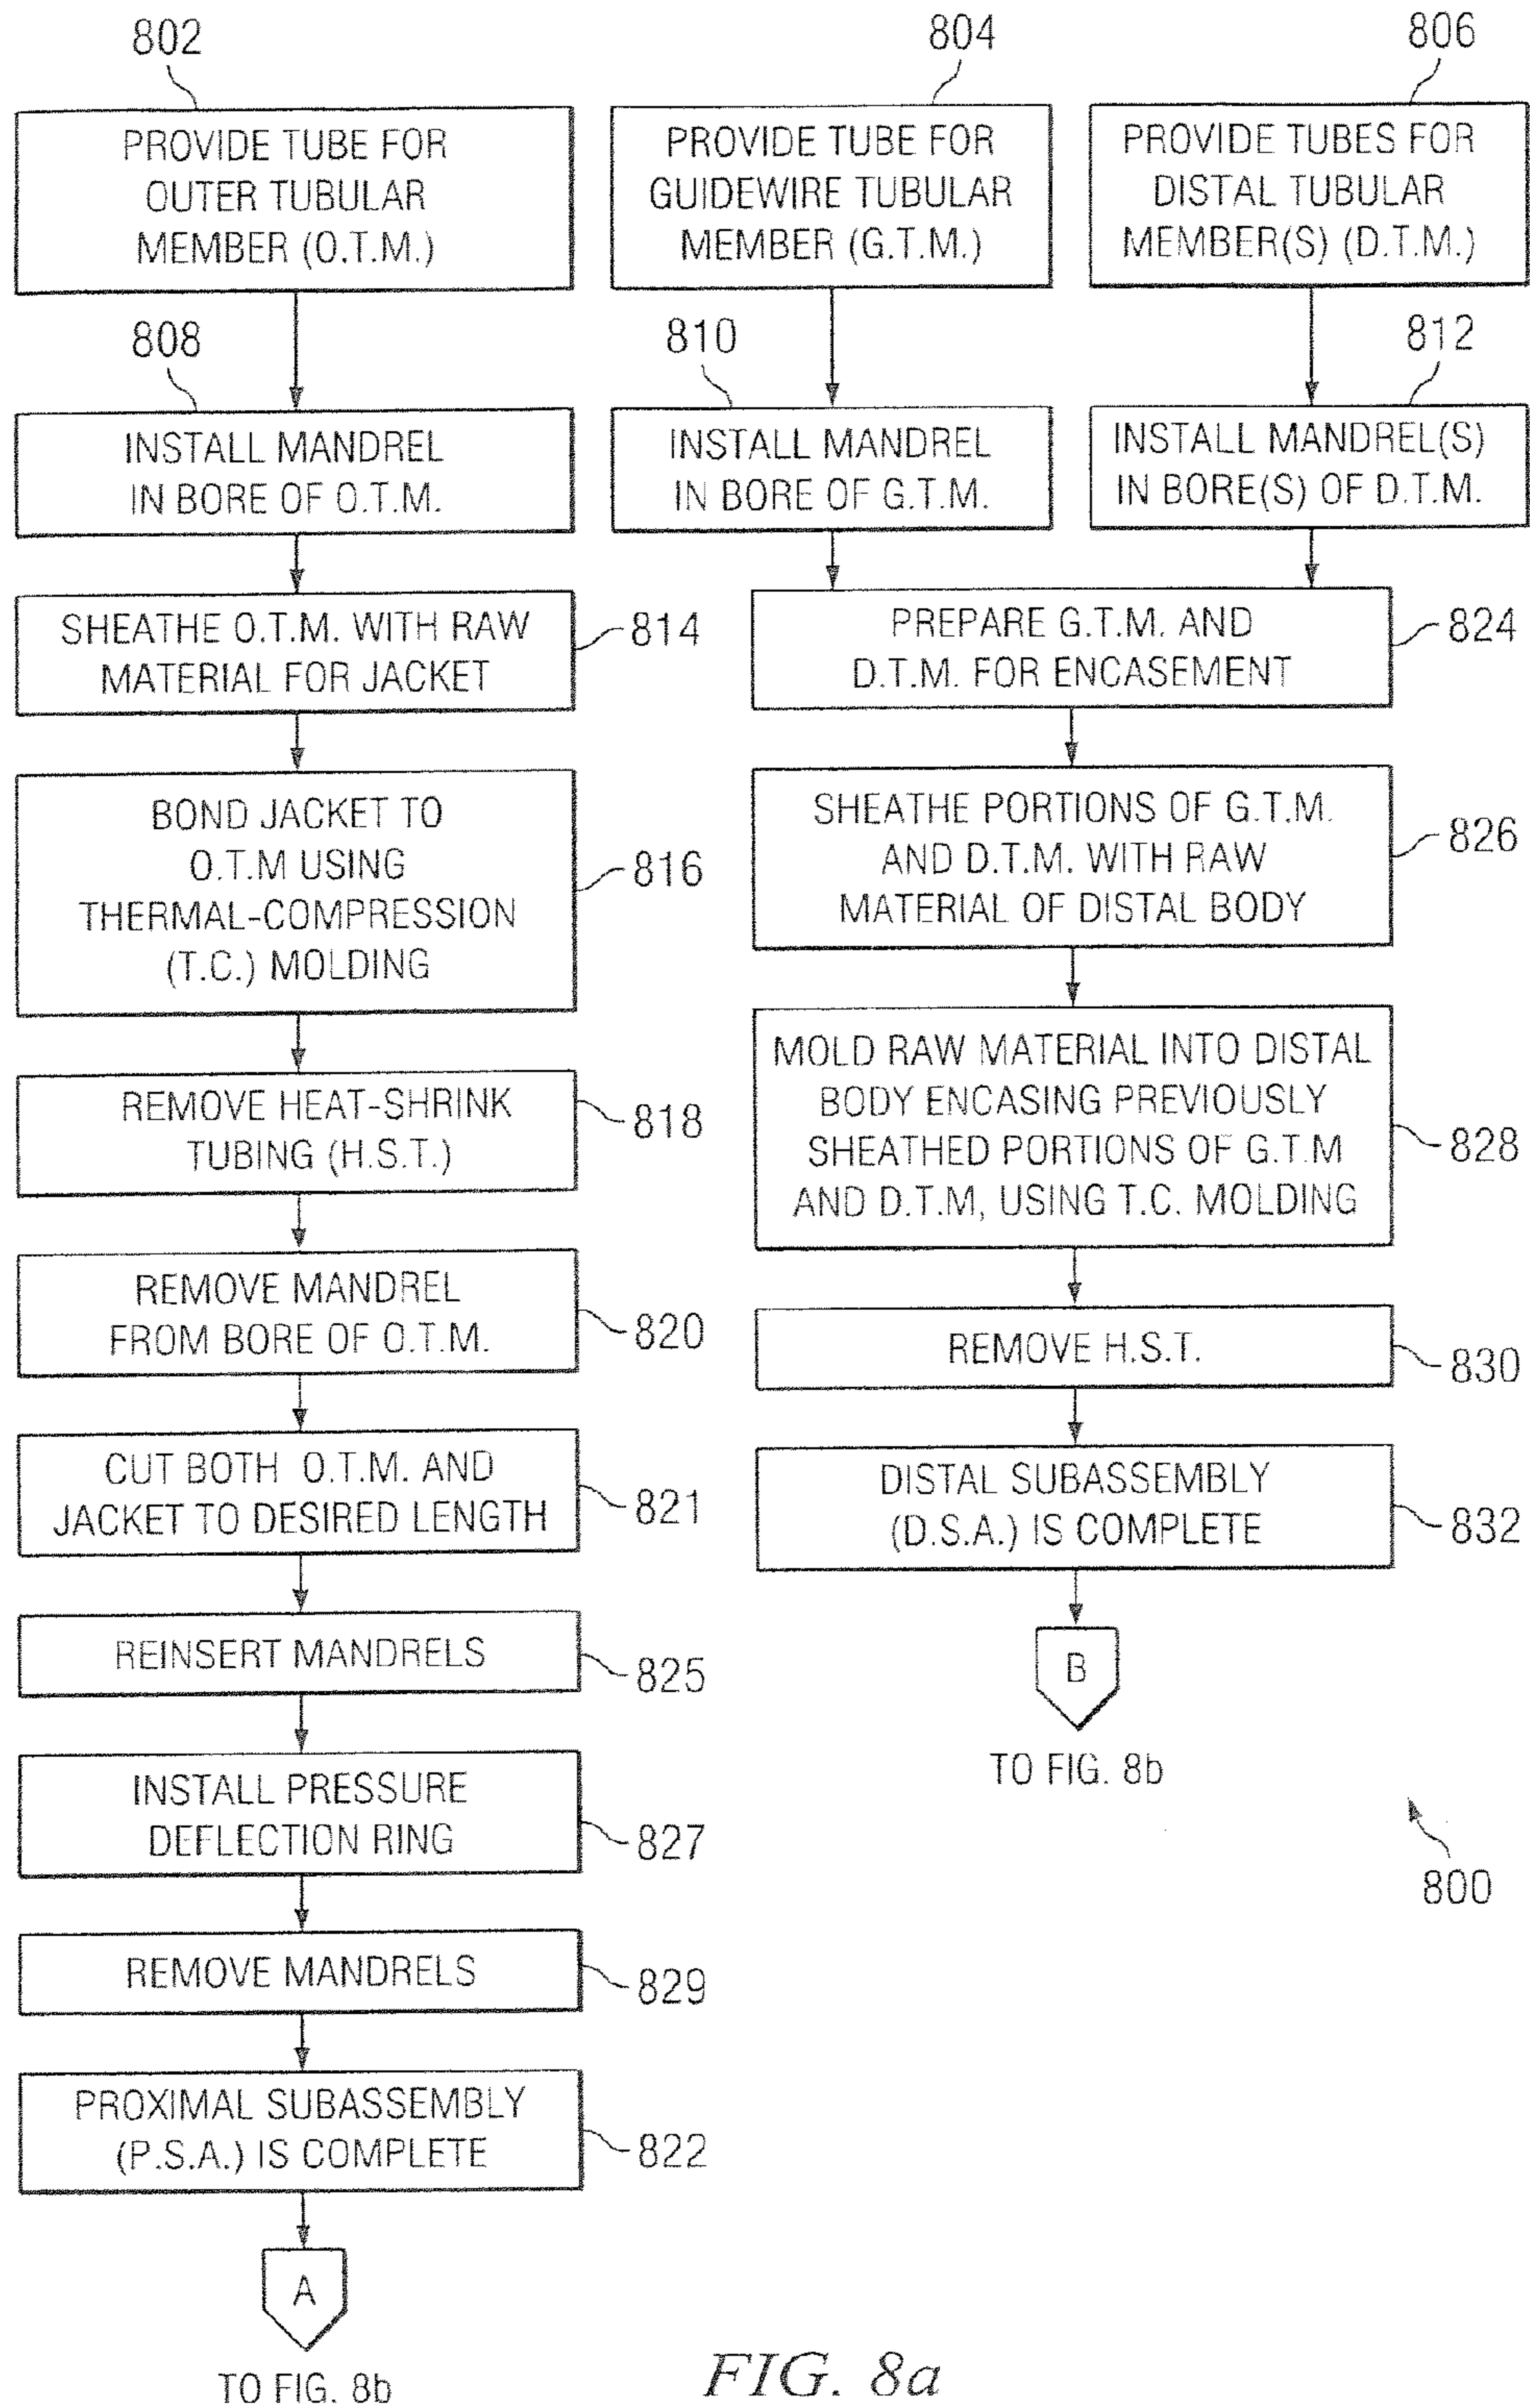 802
PROVIDE TUBE FOR
OUTER TUBULAR
MEMBER (O.T.M.)
804
PROVIDE TUBE FOR
GUIDEWIRE TUBULAR
MEMBER (G.T.M.)
806
PROVIDE TUBES FOR
DISTAL TUBULAR
MEMBER(S) (D.T.M.)
808
INSTALL MANDREL
IN BORE OF O.T.M.
810
INSTALL MANDREL
IN BORE OF G.T.M.
812
INSTALL MANDREL(S)
IN BORE(S) OF D.T.M.
SHEATHE O.T.M. WITH RAW
MATERIAL FOR JACKET
814
BOND JACKET TO
O.T.M USING
THERMAL-COMPRESSION
(T.C.) MOLDING
816
REMOVE HEAT-SHRINK
TUBING (H.S.T.)
818
REMOVE MANDREL
FROM BORE OF O.T.M.
820
CUT BOTH O.T.M. AND
JACKET TO DESIRED LENGTH
821
REINSERT MANDRELS
825
INSTALL PRESSURE
DEFLECTION RING
827
REMOVE MANDRELS
829
PROXIMAL SUBASSEMBLY
(P.S.A.) IS COMPLETE
822
A
TO FIG. 8b
PREPARE G.T.M. AND
D.T.M. FOR ENCASEMENT
824
SHEATHE PORTIONS OF G.T.M.
AND D.T.M. WITH RAW
MATERIAL OF DISTAL BODY
826
MOLD RAW MATERIAL INTO DISTAL
BODY ENCASING PREVIOUSLY
SHEATHED PORTIONS OF G.T.M
AND D.T.M, USING T.C. MOLDING
828
REMOVE H.S.T.
830
DISTAL SUBASSEMBLY
(D.S.A.) IS COMPLETE
832
B
TO FIG. 8b
800
FIG. 8a